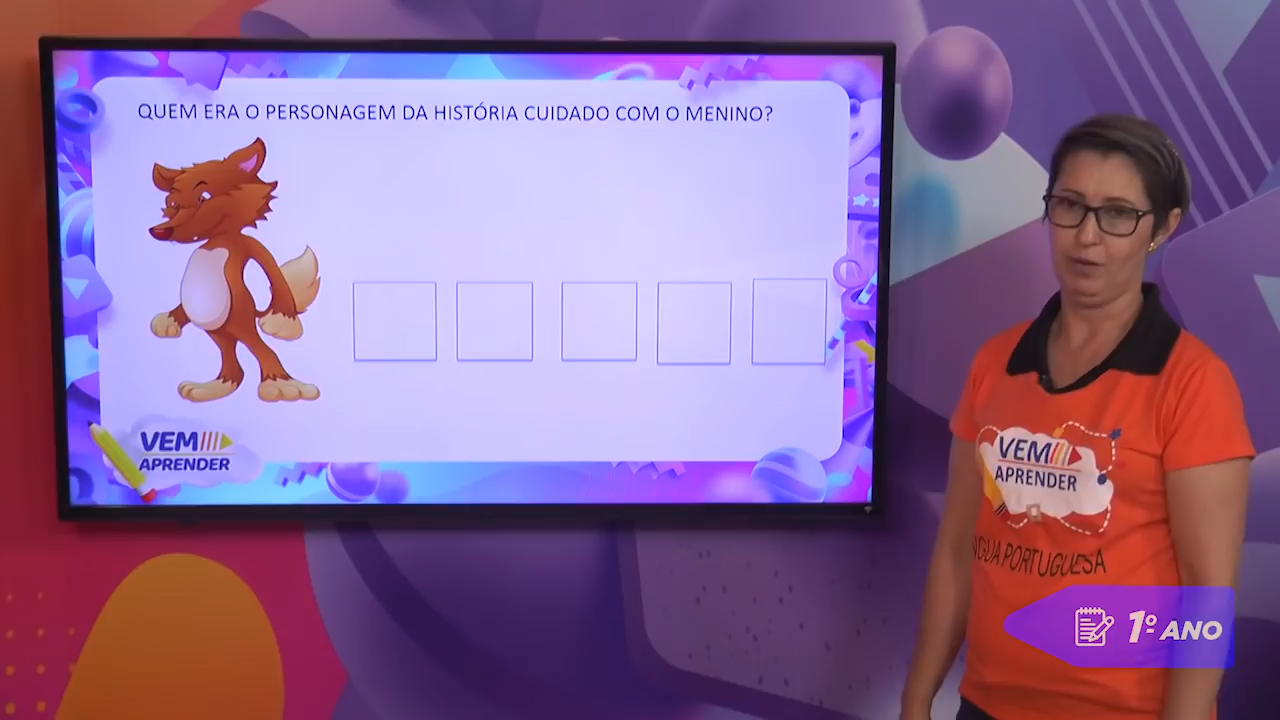 QUEM ERA O PERSONAGEM DA HISTÓRIA CUIDADO COM O MENINO?
VEM
APRENDER
VEM
APRENDER
NGUA PORTUGUESA
1º ANO